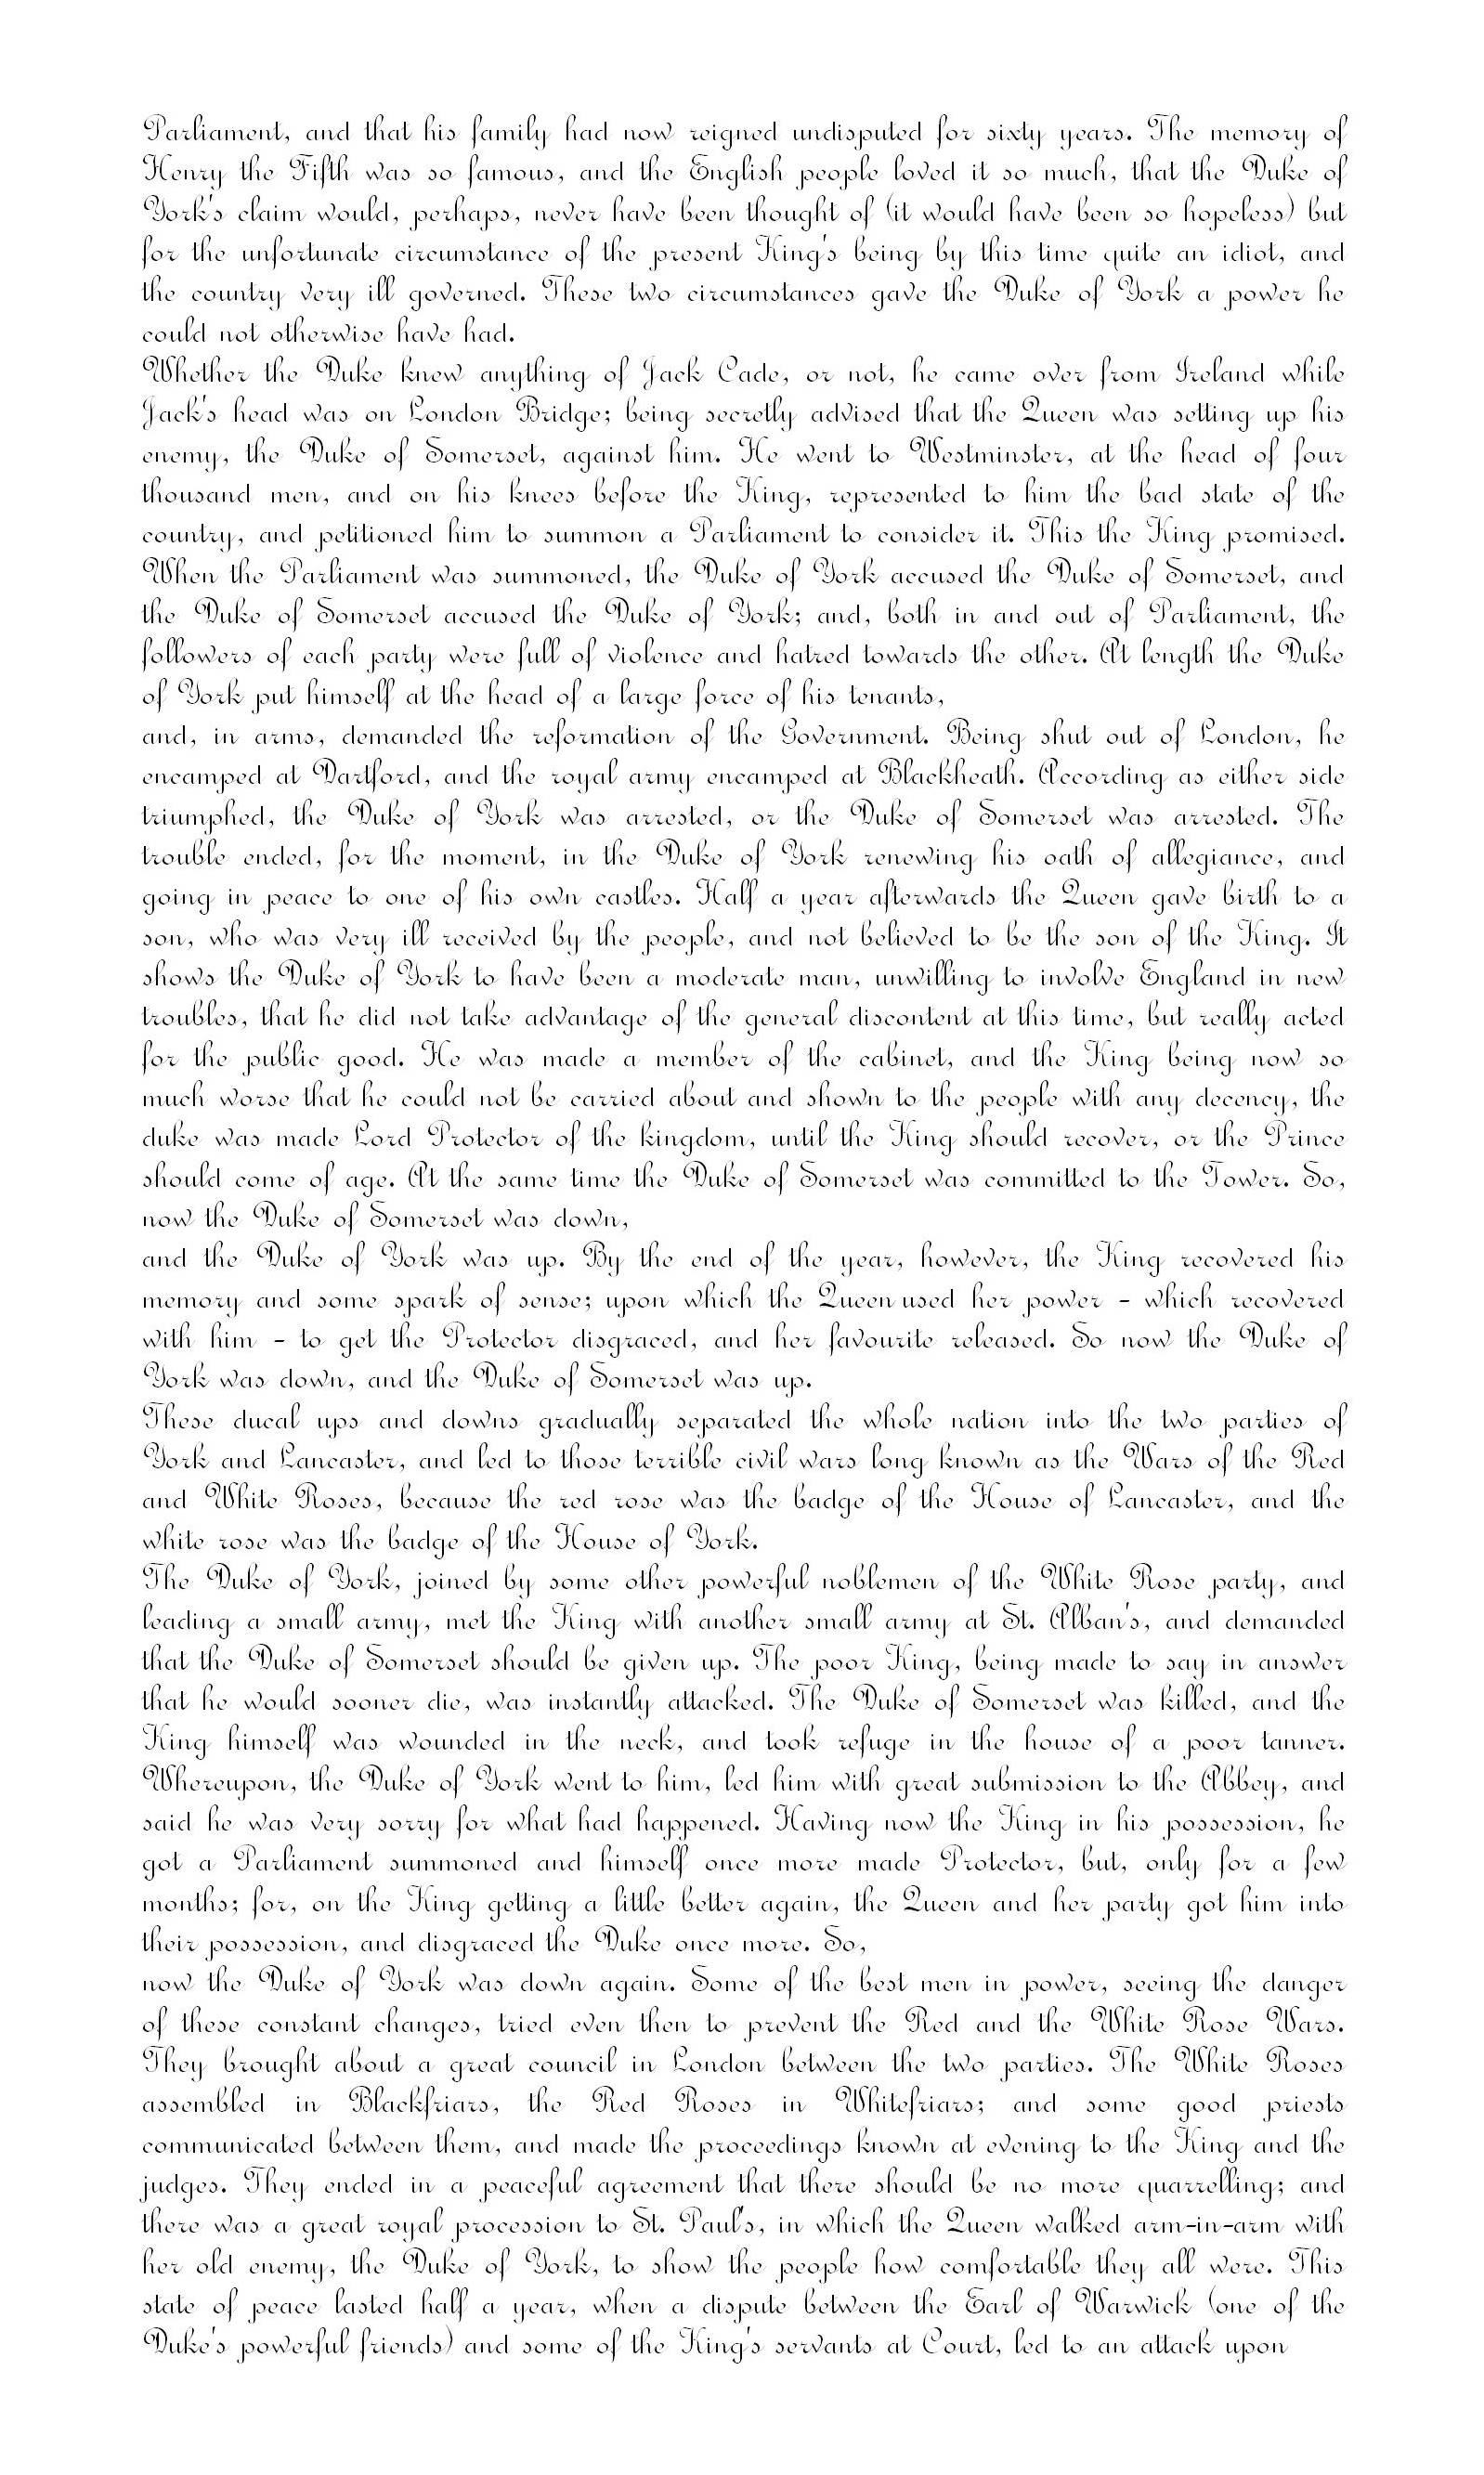 Parliament, and that his family had now reigned undisputed for sixty years. The memory of
Henry the Fifth was so famous, and the English people loved it so much, that the Duke of
York's claim would, perhaps, never have been thought of (it would have been so hopeless) but
for the unfortunate circumstance of the present King's being by this time quite an idiot, and
the country very ill governed. These two circumstances gave the Duke of York a power he
could not otherwise have had.
Whether the Duke knew anything of Jack Cade, or not, he came over from Ireland while
Jack's head was on London Bridge; being secretly advised that the Queen was setting up his
enemy, the Duke of Somerset, against him. He went to Westminster, at the head of four
thousand men, and on his knees before the King, represented to him the bad state of the
country, and petitioned him to summon a Parliament to consider it. This the King promised.
When the Parliament was summoned, the Duke of York accused the Duke of Somerset, and
the Duke of Somerset accused the Duke of York; and, both in and out of Parliament, the
followers of each party were full of violence and hatred towards the other. At length the Duke
of York put himself at the head of a large force of his tenants,
and, in arms, demanded the reformation of the Government. Being shut out of London, he
encamped at Dartford, and the royal army encamped at Blackheath. According as either side
triumphed, the Duke of York was arrested, or the Duke of Somerset was arrested. The
trouble ended, for the moment, in the Duke of York renewing his oath of allegiance, and
going in peace to one of his own castles. Half a year afterwards the Queen gave birth to a
son, who was very ill received by the people, and not believed to be the son of the King. It
shows the Duke of York to have been a moderate man, unwilling to involve England in new
troubles, that he did not take advantage of the general discontent at this time, but really acted
for the public good. He was made a member of the cabinet, and the King being now so
much worse that he could not be carried about and shown to the people with any decency, the
duke was made Lord Protector of the kingdom, until the King should recover, or the Prince
should come of age. At the same time the Duke of Somerset was committed to the Tower. So,
now the Duke of Somerset was down,
and the Duke of York was up. By the end of the year, however, the King recovered his
memory and some spark of sense; upon which the Queen used her power - which recovered
with him - to get the Protector disgraced, and her favourite released. So now the Duke of
York was down, and the Duke of Somerset was up.
These ducal ups and downs gradually separated the whole nation into the two parties of
York and Lancaster, and led to those terrible civil wars long known as the Wars of the Red
and White Roses, because the red rose was the badge of the House of Lancaster, and the
white rose was the badge of the House of York.
The Duke of York, joined by some other powerful noblemen of the White Rose party, and
leading a small army, met the King with another small army at St. Alban's, and demanded
that the Duke of Somerset should be given up. The poor King, being made to say in answer
that he would sooner die, was instantly attacked. The Duke of Somerset was killed, and the
King himself was wounded in the neck, and took refuge in the house of a poor tanner.
Whereupon, the Duke of York went to him, led him with great submission to the Abbey, and
said he was very sorry for what had happened. Having now the King in his possession, he
got a Parliament summoned and himself once more made Protector, but, only for a few
months; for, on the King getting a little better again, the Queen and her party got him into
their possession, and disgraced the Duke once more. So,
now the Duke of York was down again. Some of the best men in power, seeing the danger
of these constant changes, tried even then to prevent the Red and the White Rose Wars.
They brought about a great council in London between the two parties. The White Roses
assembled in Blackfriars, the Red Roses in Whitefriars; and some good priests
communicated between them, and made the proceedings known at evening to the King and the
judges. They ended in a peaceful agreement that there should be no more quarrelling; and
there was a great royal procession to St. Paul's, in which the Queen walked arm-in-arm with
her old enemy, the Duke of York, to show the people how comfortable they all were. This
state of peace lasted half a year, when a dispute between the Earl of Warwick (one of the
Duke's powerful friends) and some of the King's servants at Court, led to an attack upon